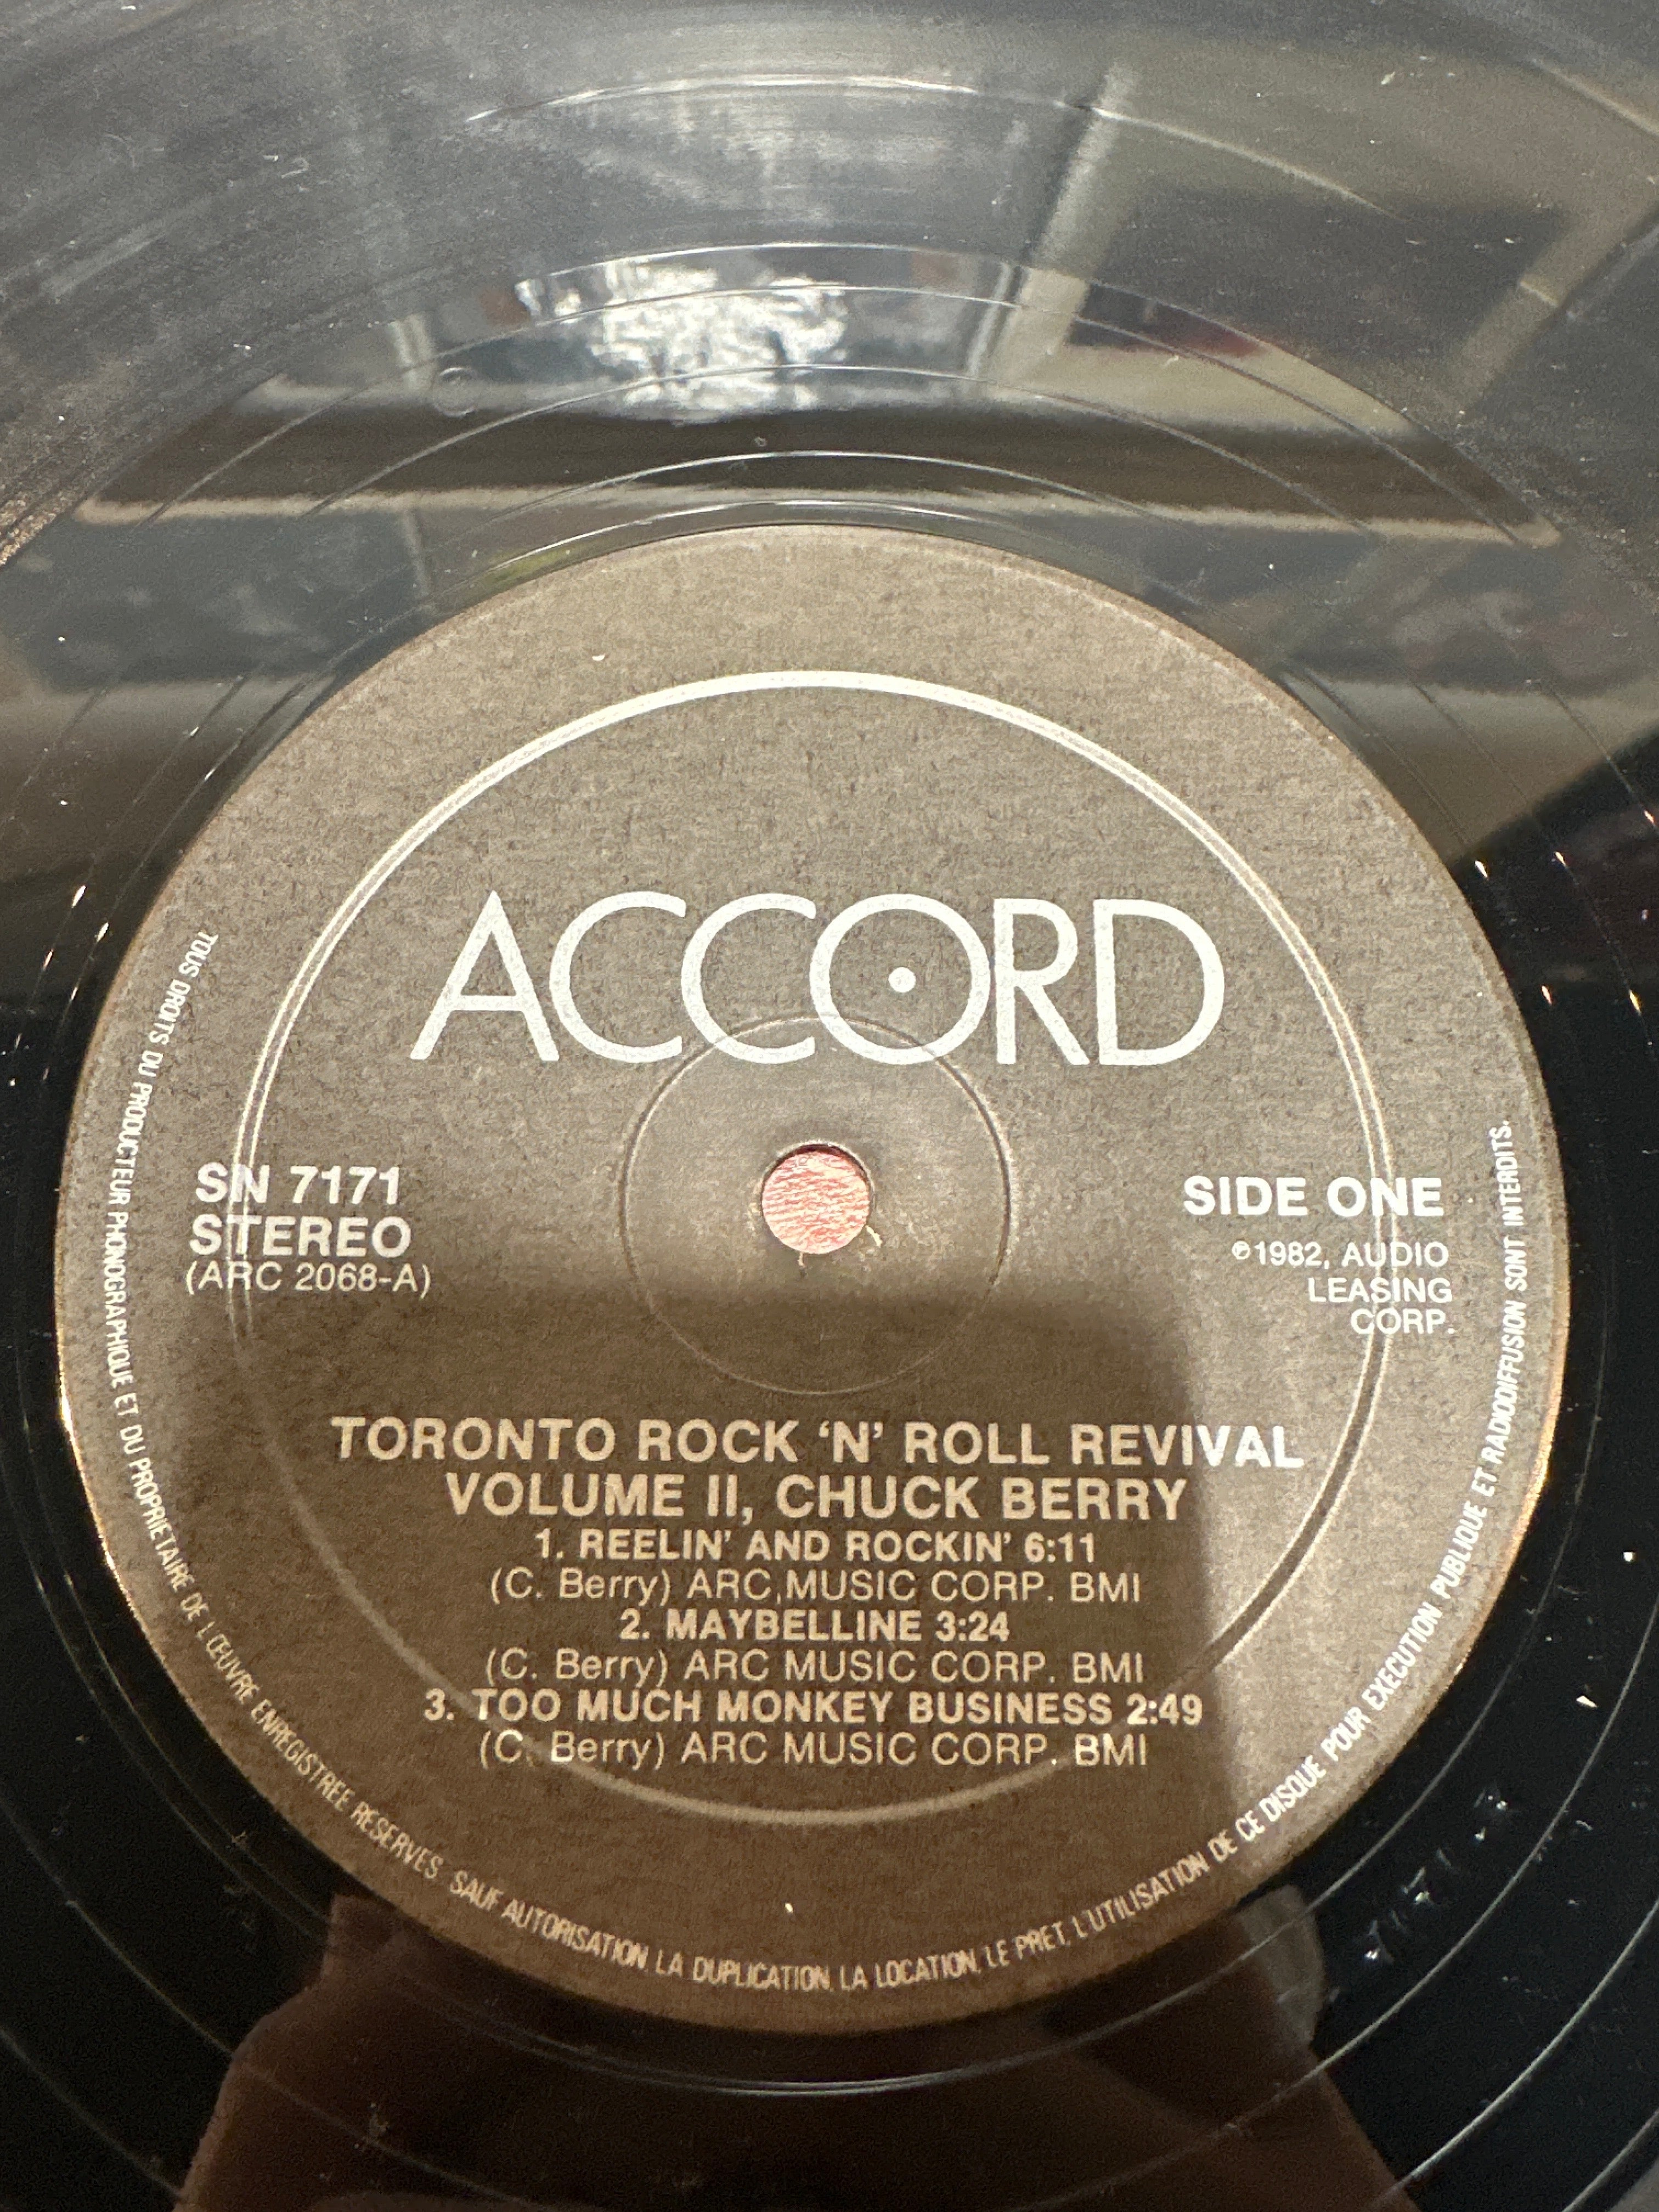 ACCORD
SN 7171
STEREO
(ARC 2068-A)
SIDE ONE
℗1982, AUDIO
LEASING
CORP.
TORONTO ROCK ‘N’ ROLL REVIVAL
VOLUME II, CHUCK BERRY
1. REELIN’ AND ROCKIN’ 6:11
(C. Berry) ARC MUSIC CORP. BMI
2. MAYBELLINE 3:24
(C. Berry) ARC MUSIC CORP. BMI
3. TOO MUCH MONKEY BUSINESS 2:49
(C. Berry) ARC MUSIC CORP. BMI
TOUS DROITS DU PRODUCTEUR PHONOGRAPHIQUE ET DU PROPRIETAIRE DE L'ŒUVRE ENREGISTREE RESERVES. SAUF AUTORISATION LA DUPLICATION, LA LOCATION, LE PRET, L'UTILISATION DE CE DISQUE POUR EXECUTION PUBLIQUE ET RADIODIFFUSION SONT INTERDITS.